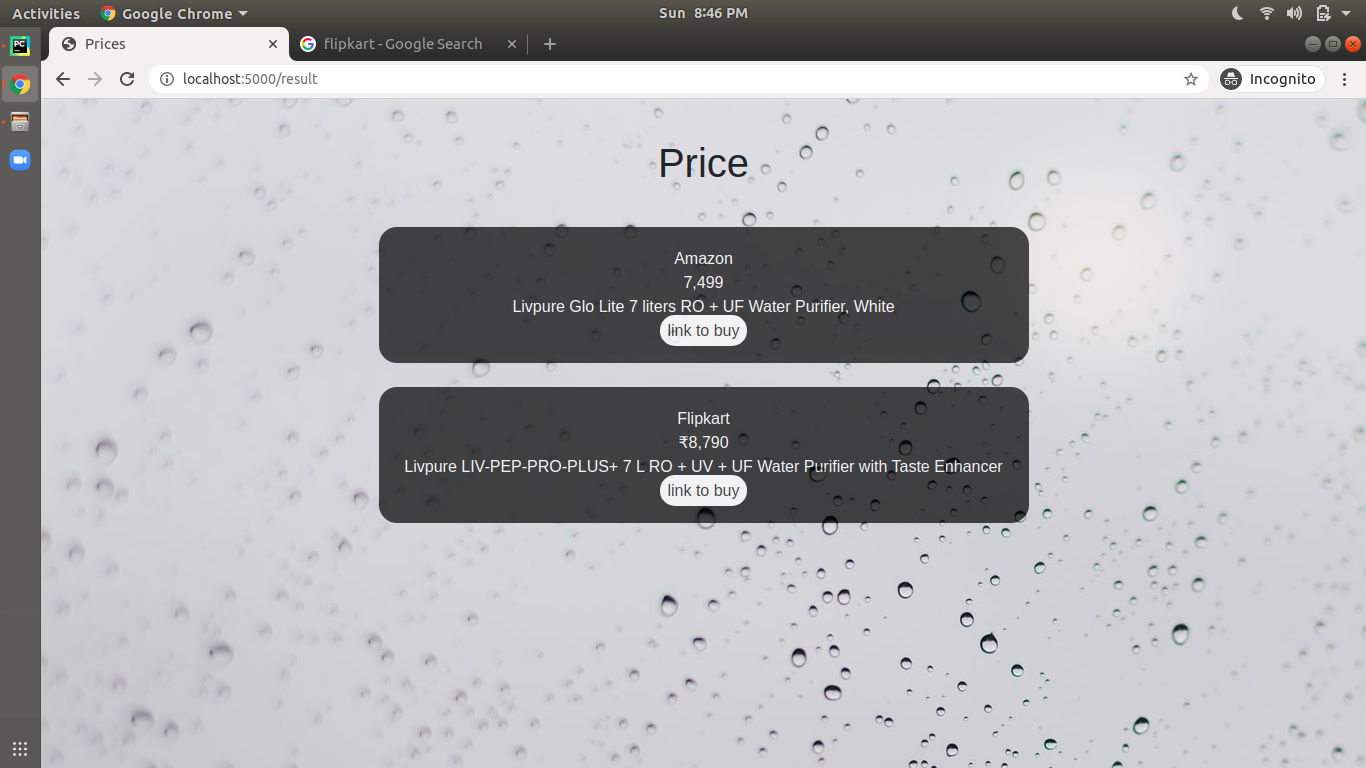 Activities
Google Chrome
Sun 8:46 PM
PC
Prices
flipkart - Google Search
localhost:5000/result
Incognito
Price
Amazon
7,499
Livpure Glo Lite 7 liters RO + UF Water Purifier, White
link to buy
Flipkart
₹8,790
Livpure LIV-PEP-PRO-PLUS+ 7 L RO + UV + UF Water Purifier with Taste Enhancer
link to buy